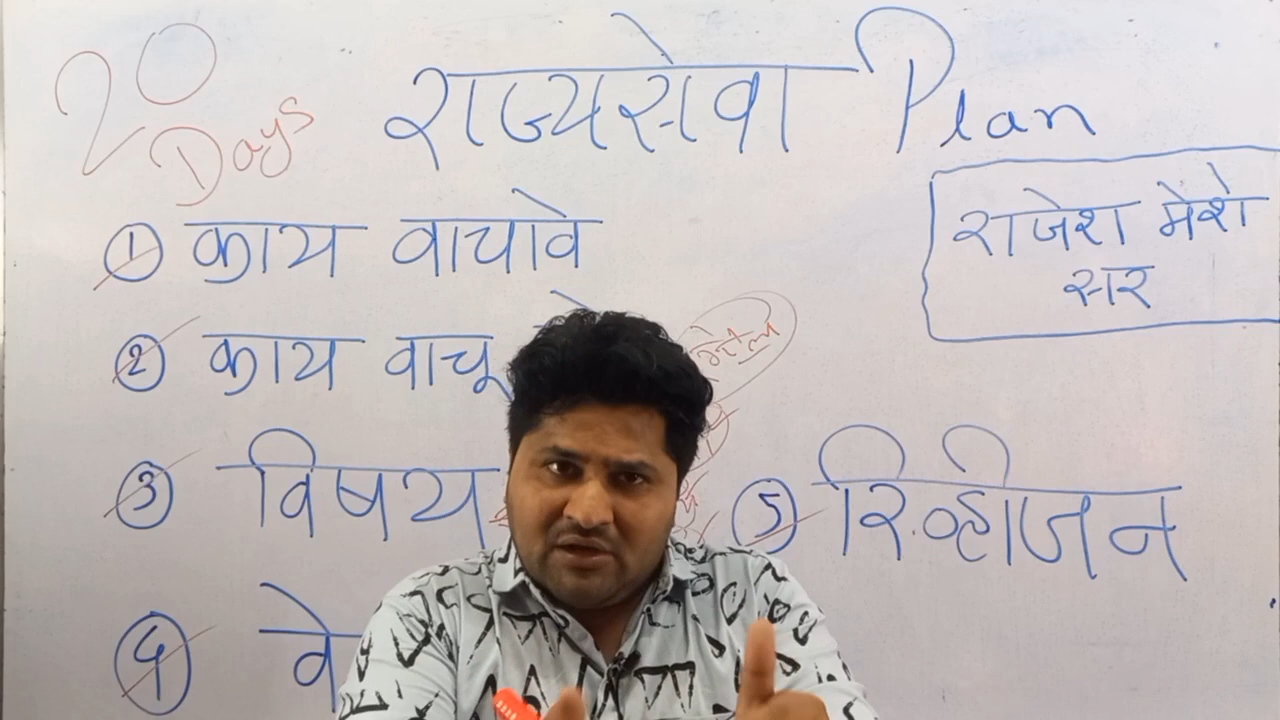 20 Days
राज्यसेवा Plan
राजेश मेशे
सर
① काय वाचावे
② काय वाचू
③ विषय
④ वे
⑤ रिव्हीजन